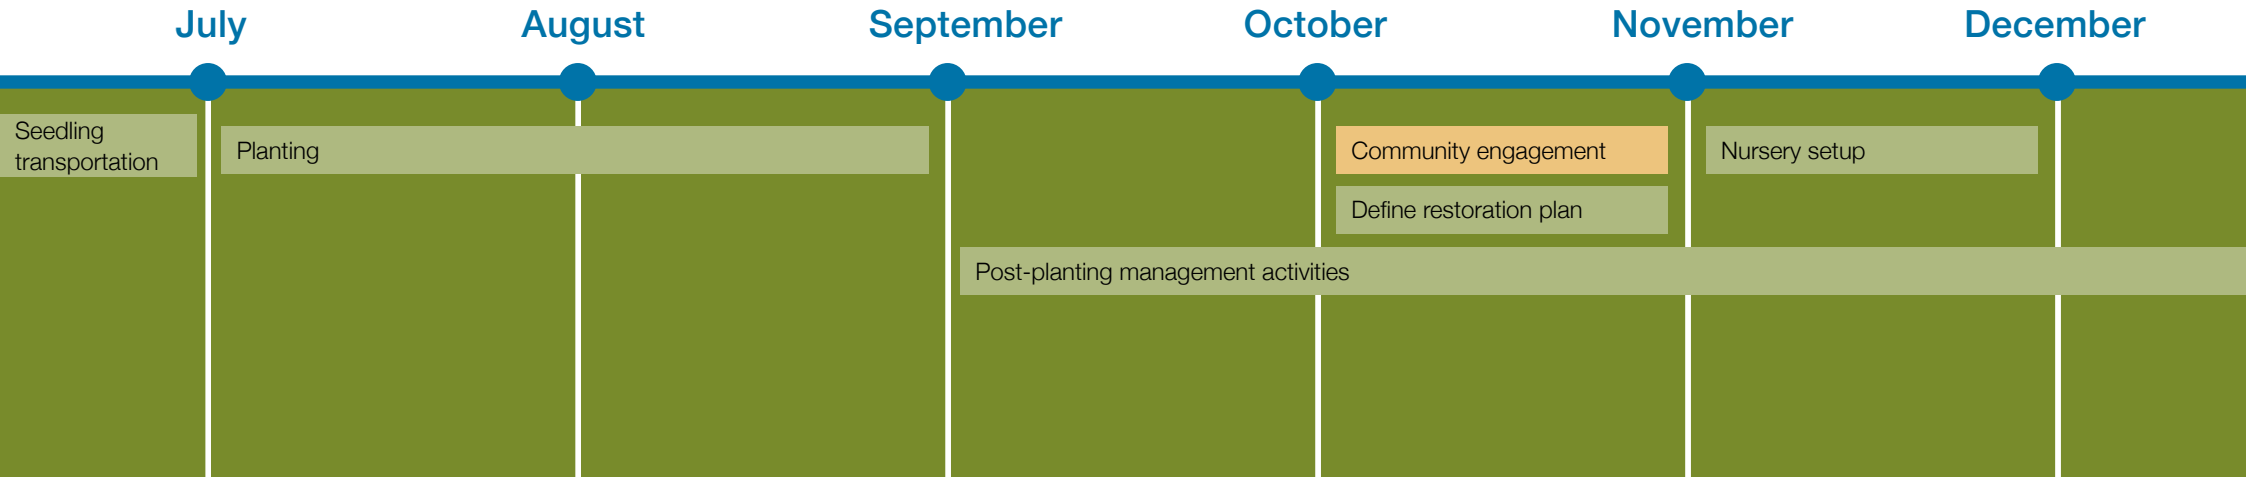 July
August
September
October
November
December
Seedling
transportation
Planting
Community engagement
Nursery setup
Define restoration plan
Post-planting management activities